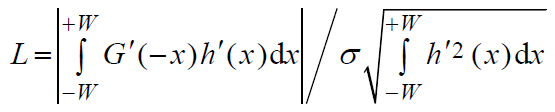 L = | ∫_{-W}^{+W} G′(−x)h′(x)dx | / σ √( ∫_{-W}^{+W} h′2 (x)dx )